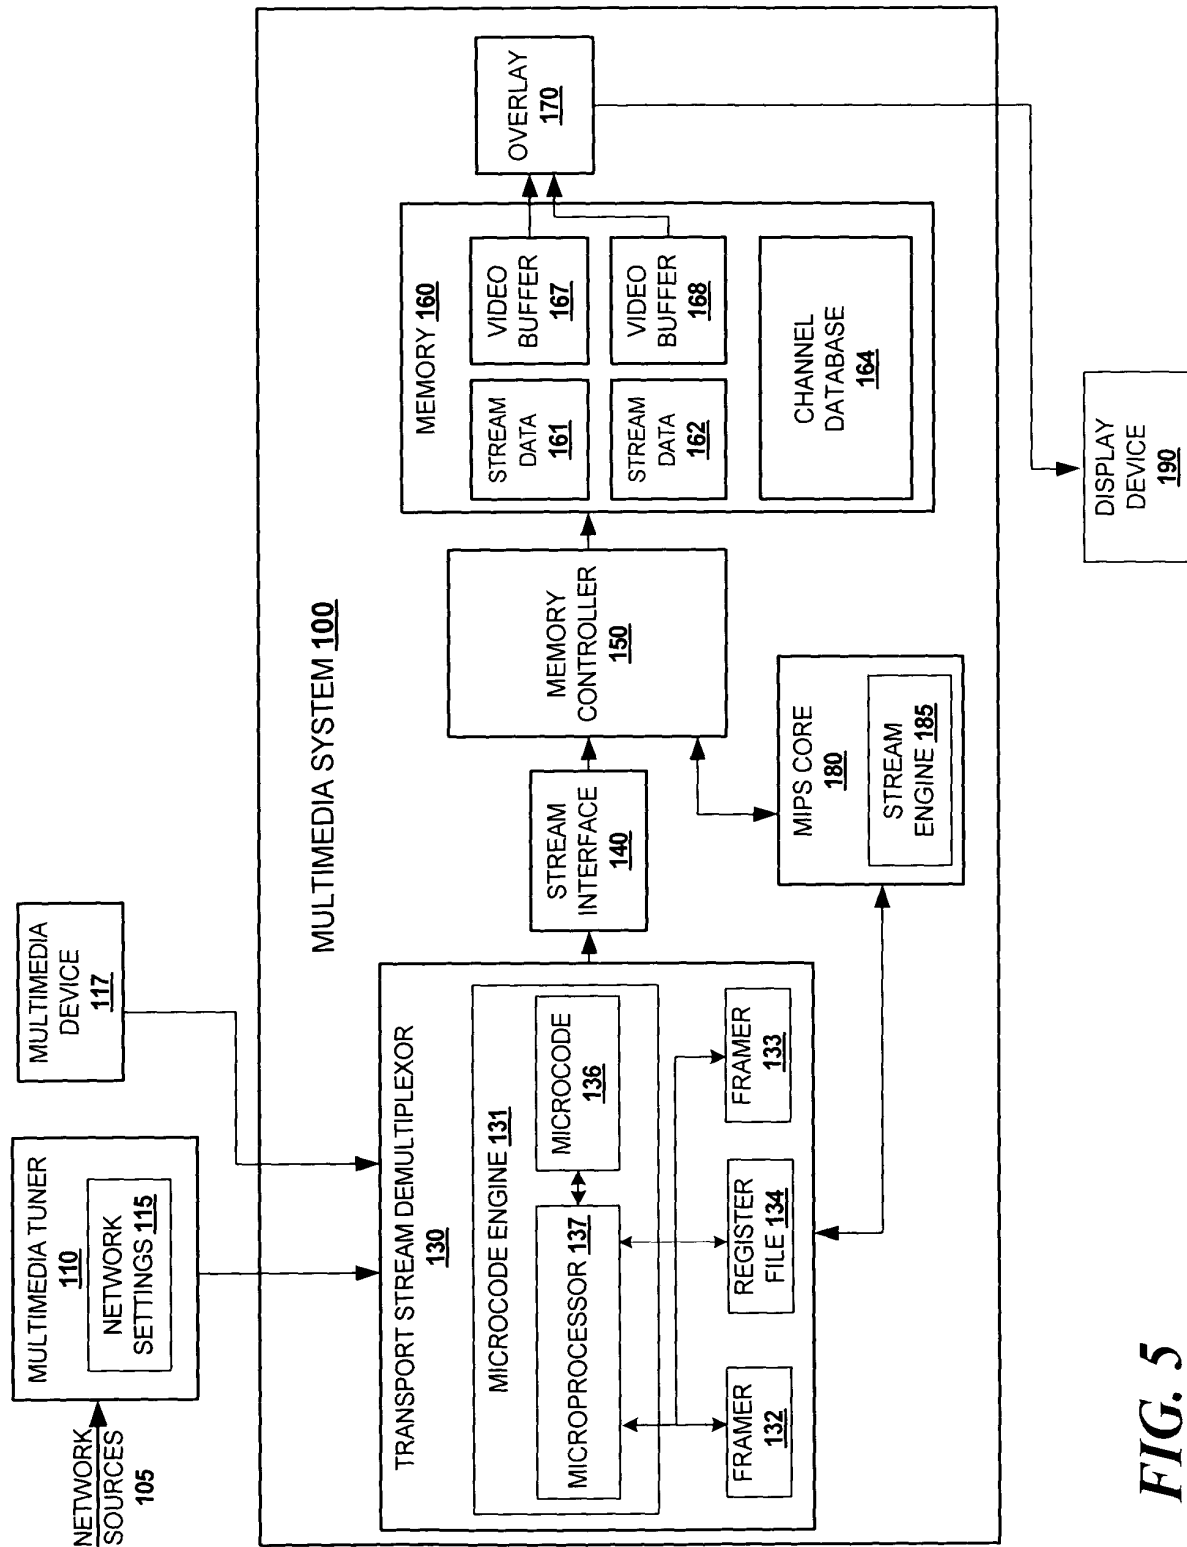 NETWORK
SOURCES
105
MULTIMEDIA TUNER
110
NETWORK
SETTINGS 115
MULTIMEDIA
DEVICE
117
MULTIMEDIA SYSTEM 100
TRANSPORT STREAM DEMULTIPLEXOR
130
MICROCODE ENGINE 131
MICROPROCESSOR 137
MICROCODE
136
FRAMER
132
REGISTER
FILE 134
FRAMER
133
STREAM
INTERFACE
140
MEMORY
CONTROLLER
150
MIPS CORE
180
STREAM
ENGINE 185
MEMORY 160
STREAM
DATA
161
VIDEO
BUFFER
167
STREAM
DATA
162
VIDEO
BUFFER
168
CHANNEL
DATABASE
164
OVERLAY
170
DISPLAY
DEVICE
190
FIG. 5